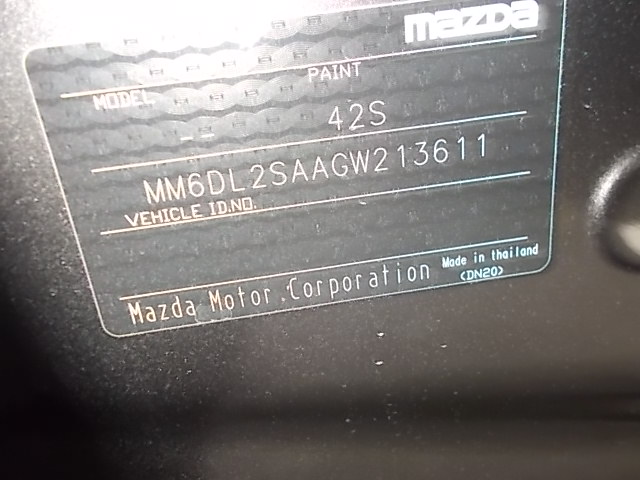 mazda
MODEL
PAINT
-- 42S
MM6DL2SAAGW213611
VEHICLE ID.NO.
Mazda Motor Corporation
Made in thailand
(DN20)